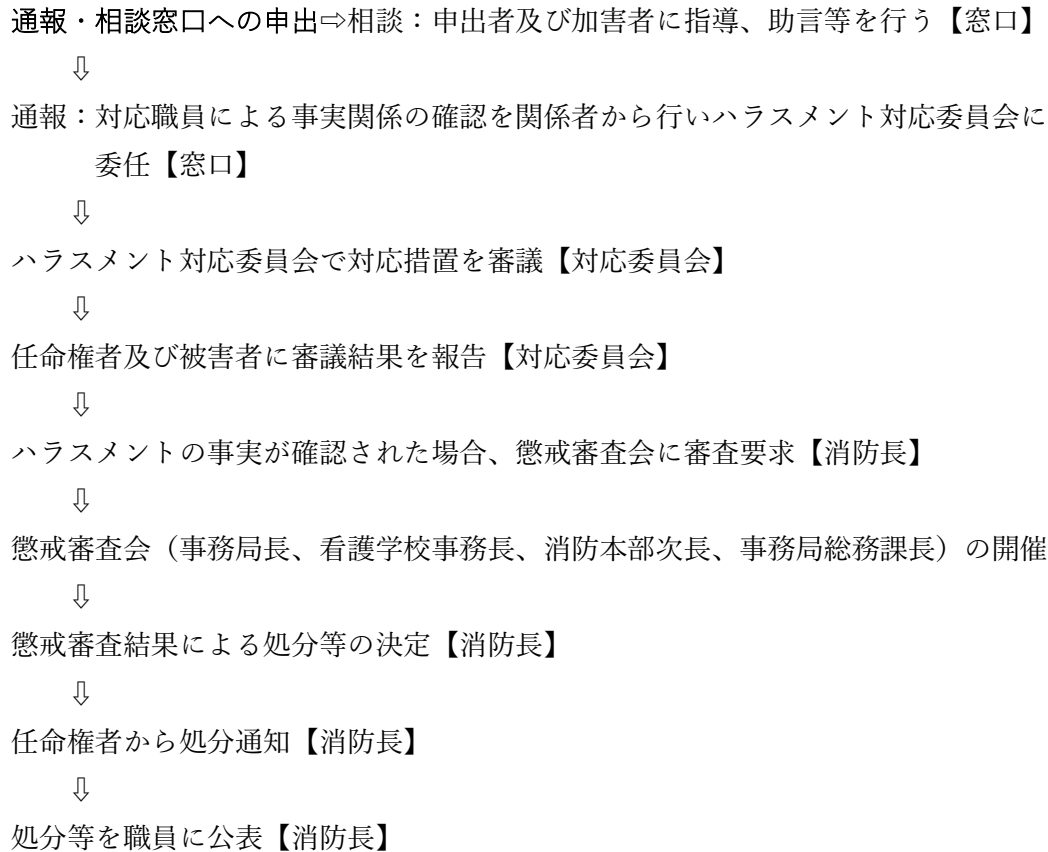 通報・相談窓口への申出⇨相談：申出者及び加害者に指導、助言等を行う【窓口】
⇩
通報：対応職員による事実関係の確認を関係者から行いハラスメント対応委員会に
委任【窓口】
⇩
ハラスメント対応委員会で対応措置を審議【対応委員会】
⇩
任命権者及び被害者に審議結果を報告【対応委員会】
⇩
ハラスメントの事実が確認された場合、懲戒審査会に審査要求【消防長】
⇩
懲戒審査会（事務局長、看護学校事務長、消防本部次長、事務局総務課長）の開催
⇩
懲戒審査結果による処分等の決定【消防長】
⇩
任命権者から処分通知【消防長】
⇩
処分等を職員に公表【消防長】